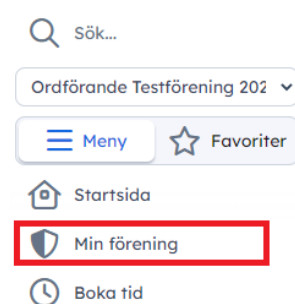 Sök...
Ordförande Testförening 202
Meny
Favoriter
Startsida
Min förening
Boka tid